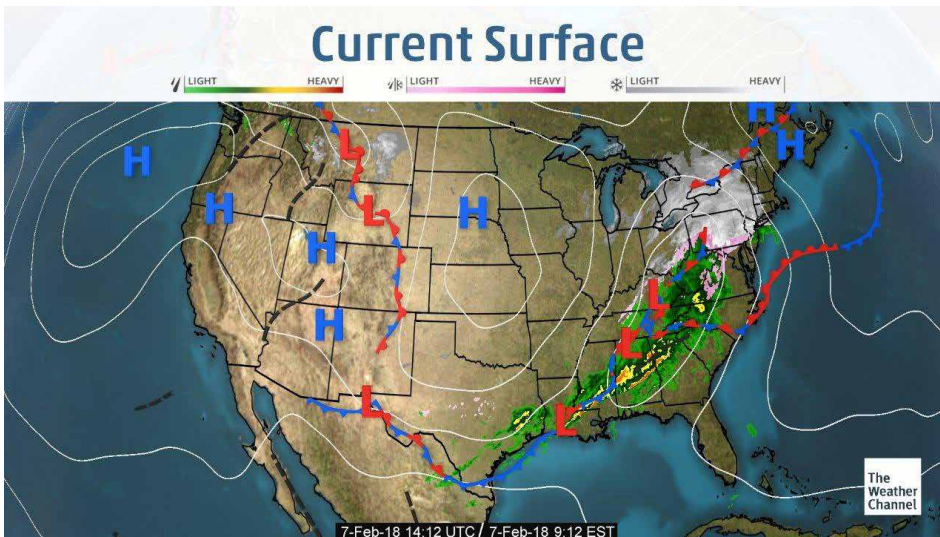 Current Surface
LIGHT HEAVY LIGHT HEAVY LIGHT HEAVY
H H
H L
H L H
H
H L
L
L L
The
Weather
Channel
7-Feb-18 14:12 UTC / 7-Feb-18 9:12 EST